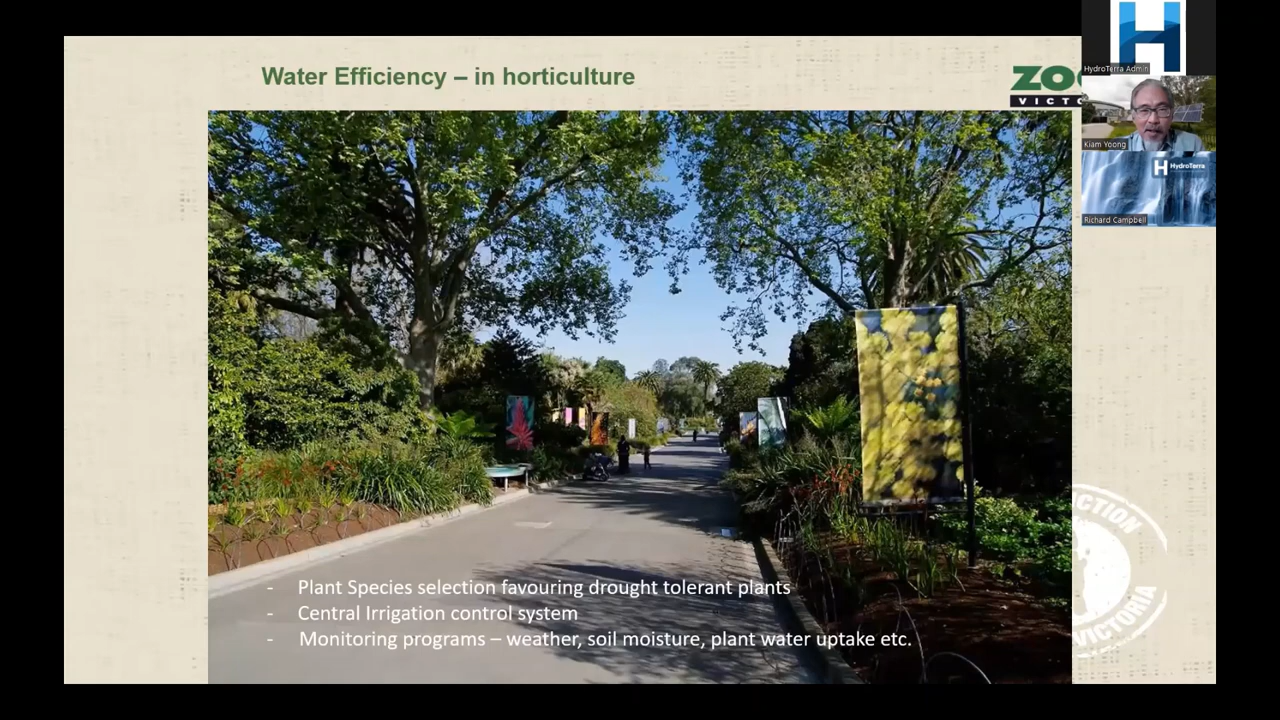 Water Efficiency – in horticulture
VICTO
HydroTerra Admin
Kiam Yoong
HydroTerra
Richard Campbell
- Plant Species selection favouring drought tolerant plants
- Central Irrigation control system
- Monitoring programs – weather, soil moisture, plant water uptake etc.
VICTORIA